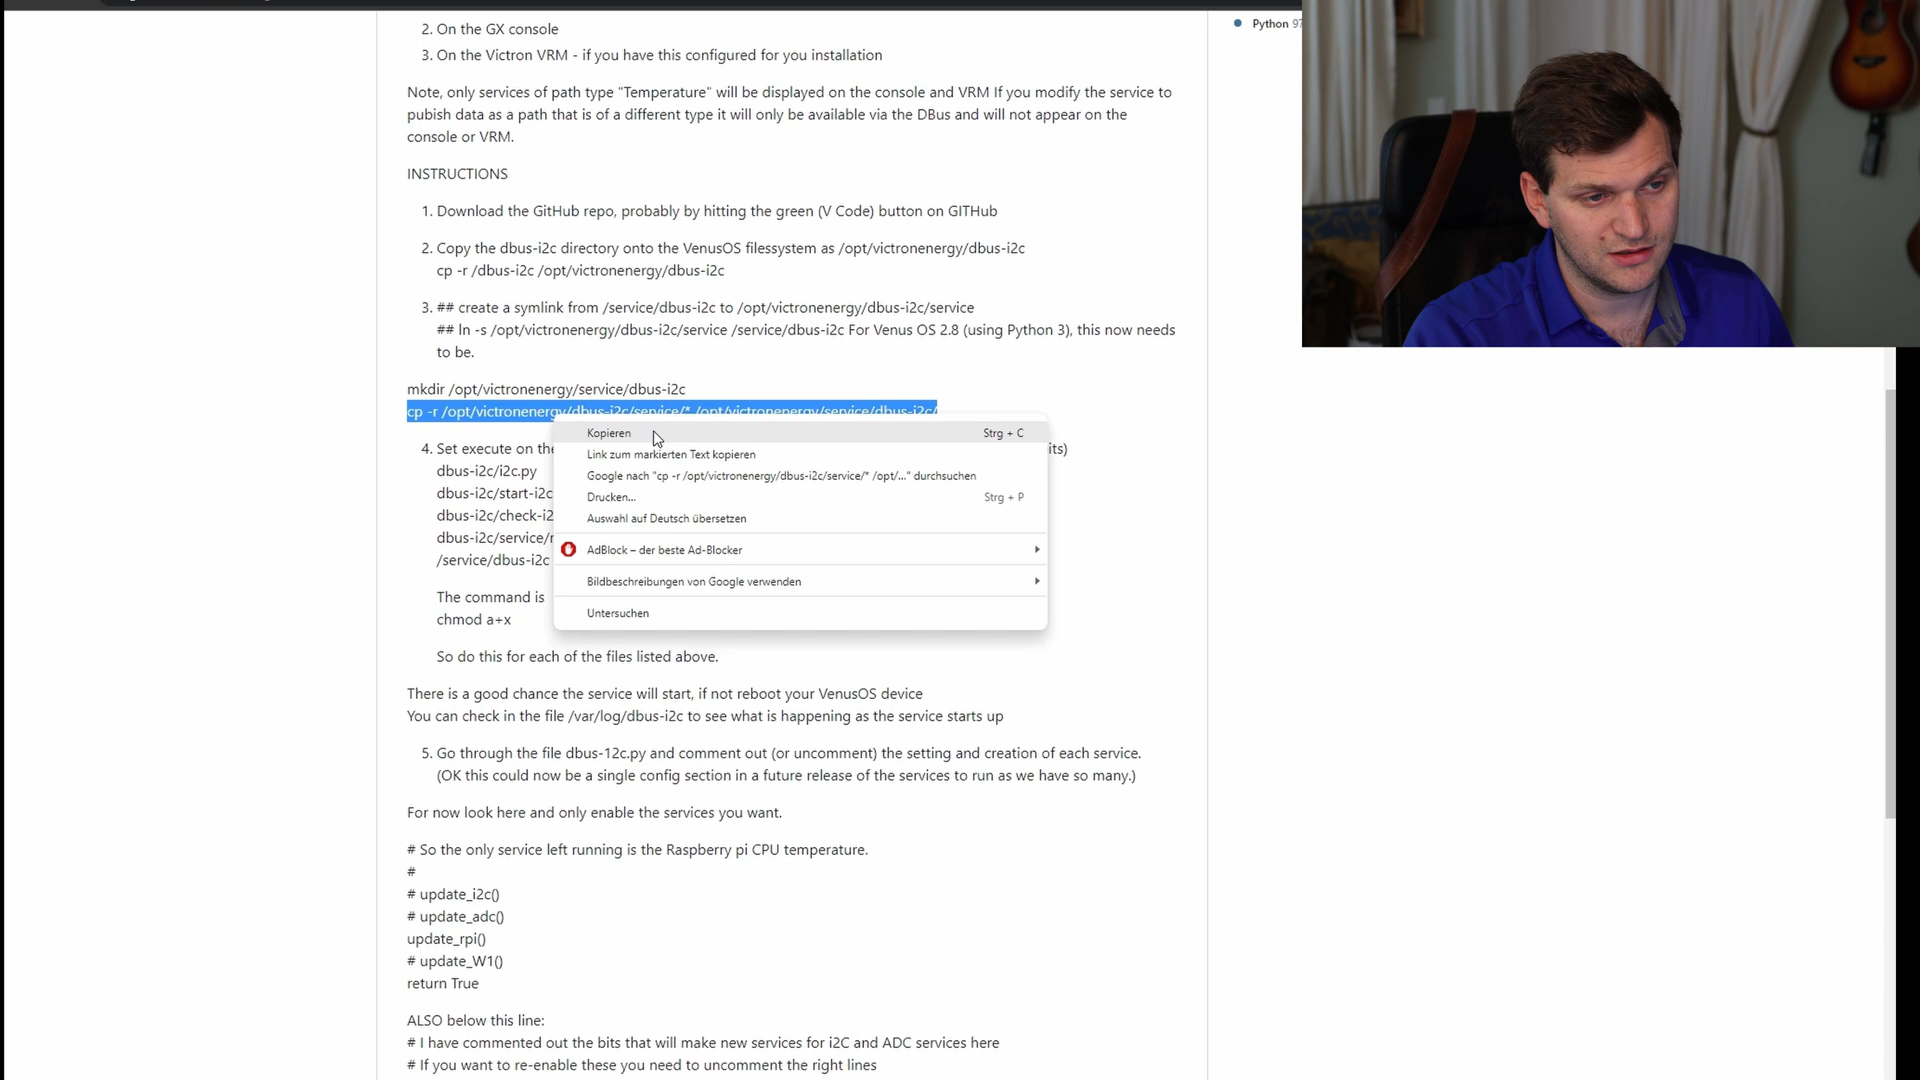 Python 97
2. On the GX console
3. On the Victron VRM - if you have this configured for you installation
Note, only services of path type "Temperature" will be displayed on the console and VRM If you modify the service to
pubish data as a path that is of a different type it will only be available via the DBus and will not appear on the
console or VRM.
INSTRUCTIONS
1. Download the GitHub repo, probably by hitting the green (V Code) button on GITHub
2. Copy the dbus-i2c directory onto the VenusOS filessystem as /opt/victronenergy/dbus-i2c
cp -r /dbus-i2c /opt/victronenergy/dbus-i2c
3. ## create a symlink from /service/dbus-i2c to /opt/victronenergy/dbus-i2c/service
## ln -s /opt/victronenergy/dbus-i2c/service /service/dbus-i2c For Venus OS 2.8 (using Python 3), this now needs
to be.
mkdir /opt/victronenergy/service/dbus-i2c
cp -r /opt/victronenergy/dbus-i2c/service/* /opt/victronenergy/service/dbus-i2c/
Kopieren Strg + C
Link zum markierten Text kopieren
Google nach "cp -r /opt/victronenergy/dbus-i2c/service/* /opt/..." durchsuchen
Drucken... Strg + P
Auswahl auf Deutsch übersetzen
AdBlock – der beste Ad-Blocker
Bildbeschreibungen von Google verwenden
Untersuchen
4. Set execute on the its)
dbus-i2c/i2c.py
dbus-i2c/start-i2c
dbus-i2c/check-i2
dbus-i2c/service/r
/service/dbus-i2c
The command is
chmod a+x
So do this for each of the files listed above.
There is a good chance the service will start, if not reboot your VenusOS device
You can check in the file /var/log/dbus-i2c to see what is happening as the service starts up
5. Go through the file dbus-12c.py and comment out (or uncomment) the setting and creation of each service.
(OK this could now be a single config section in a future release of the services to run as we have so many.)
For now look here and only enable the services you want.
# So the only service left running is the Raspberry pi CPU temperature.
#
# update_i2c()
# update_adc()
update_rpi()
# update_W1()
return True
ALSO below this line:
# I have commented out the bits that will make new services for i2C and ADC services here
# If you want to re-enable these you need to uncomment the right lines